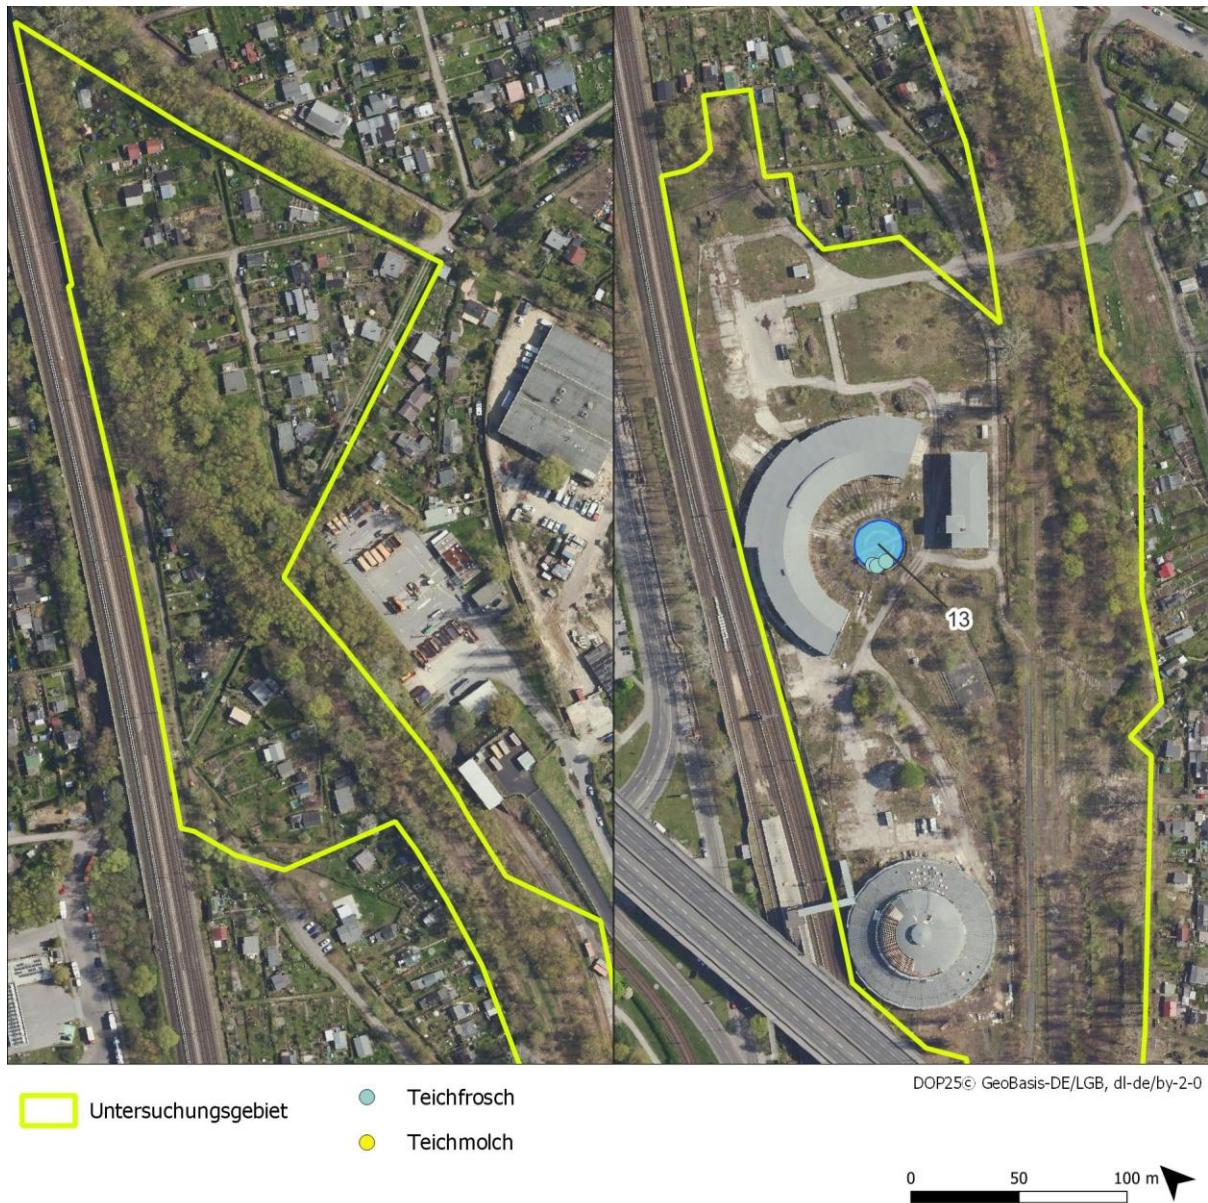 13
DOP25© GeoBasis-DE/LGB, dl-de/by-2-0
Untersuchungsgebiet
Teichfrosch
Teichmolch
0 50 100 m